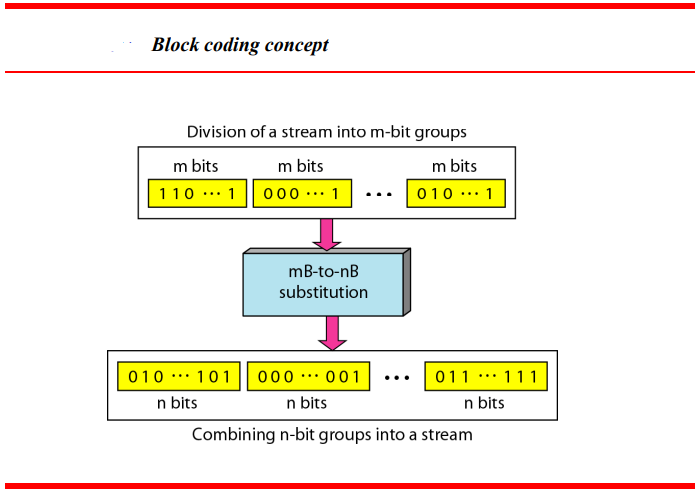 Block coding concept
Division of a stream into m-bit groups
m bits m bits m bits
1 1 0 ··· 1 0 0 0 ··· 1 ••• 0 1 0 ··· 1
mB-to-nB
substitution
0 1 0 ··· 1 0 1 0 0 0 ··· 0 0 1 ••• 0 1 1 ··· 1 1 1
n bits n bits n bits
Combining n-bit groups into a stream